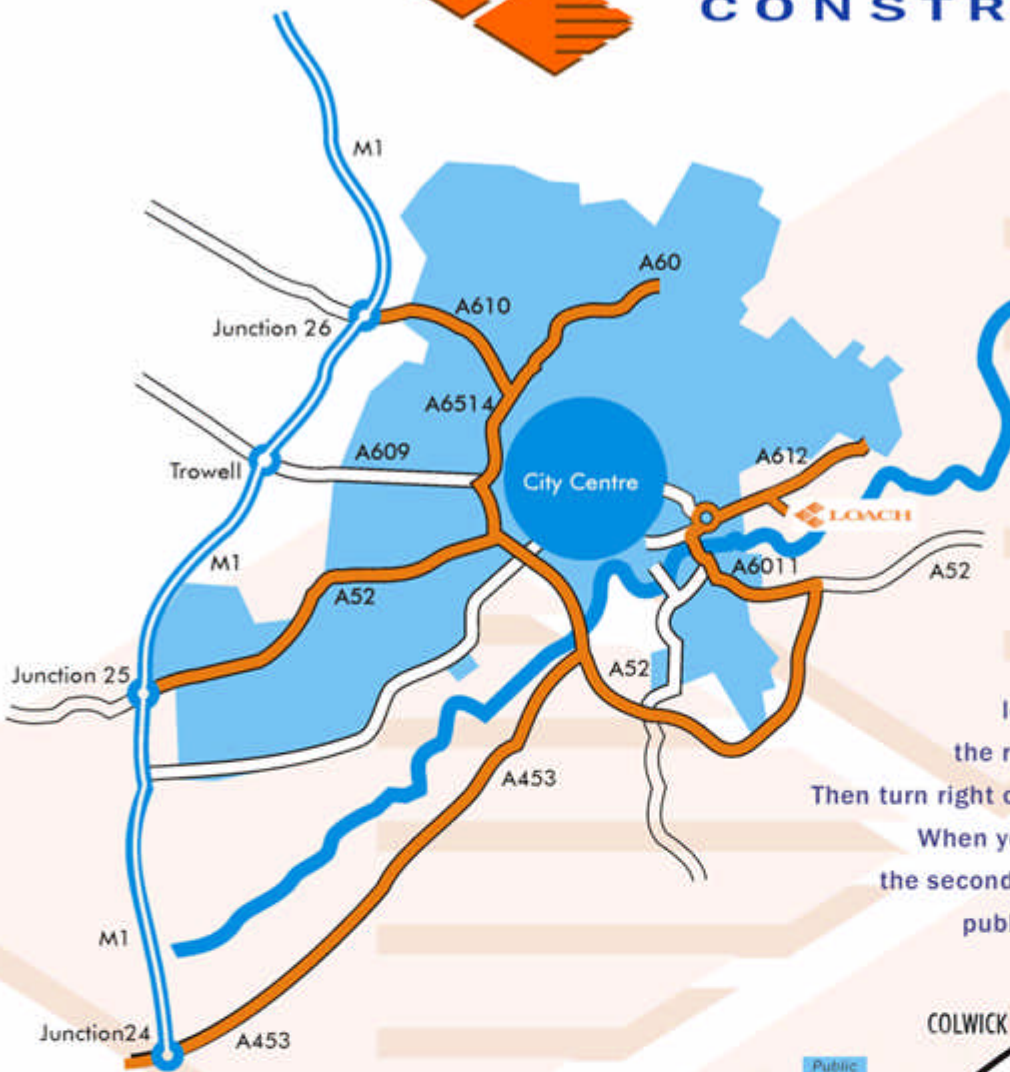 CONSTR
M1
A60
A610
Junction 26
A6514
A609
Trowell
City Centre
A612
LOACH
M1
A6011
A52
A52
Junction 25
A52
the
A453
Then turn right
When
the second
M1
COLWICK
Junction24
A453
Public